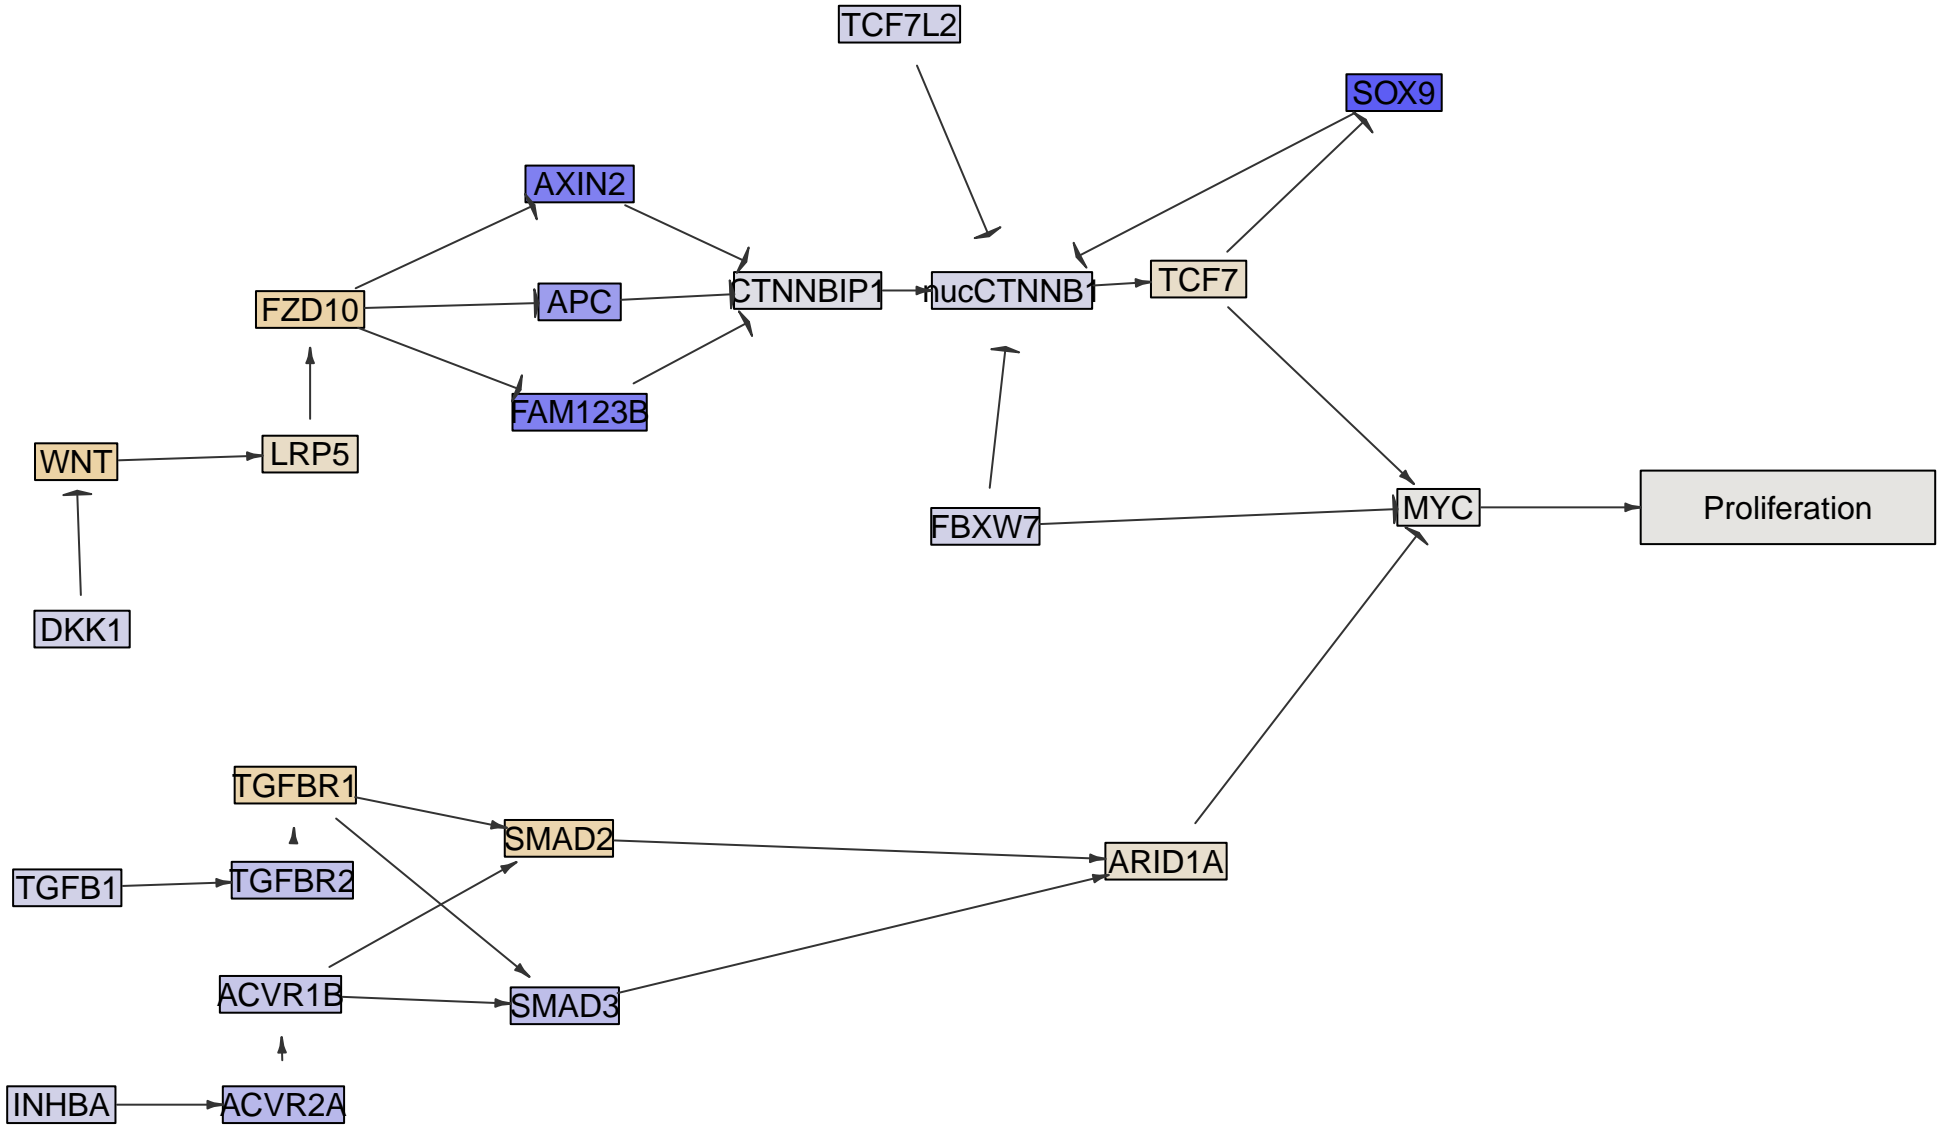 TCF7L2
SOX9
AXIN2
TCF7
CTNNBIP1
nucCTNNB1
APC
FZD10
FAM123B
LRP5
WNT
MYC
Proliferation
FBXW7
DKK1
TGFBR1
SMAD2
ARID1A
TGFBR2
TGFB1
ACVR1B
SMAD3
INHBA
ACVR2A